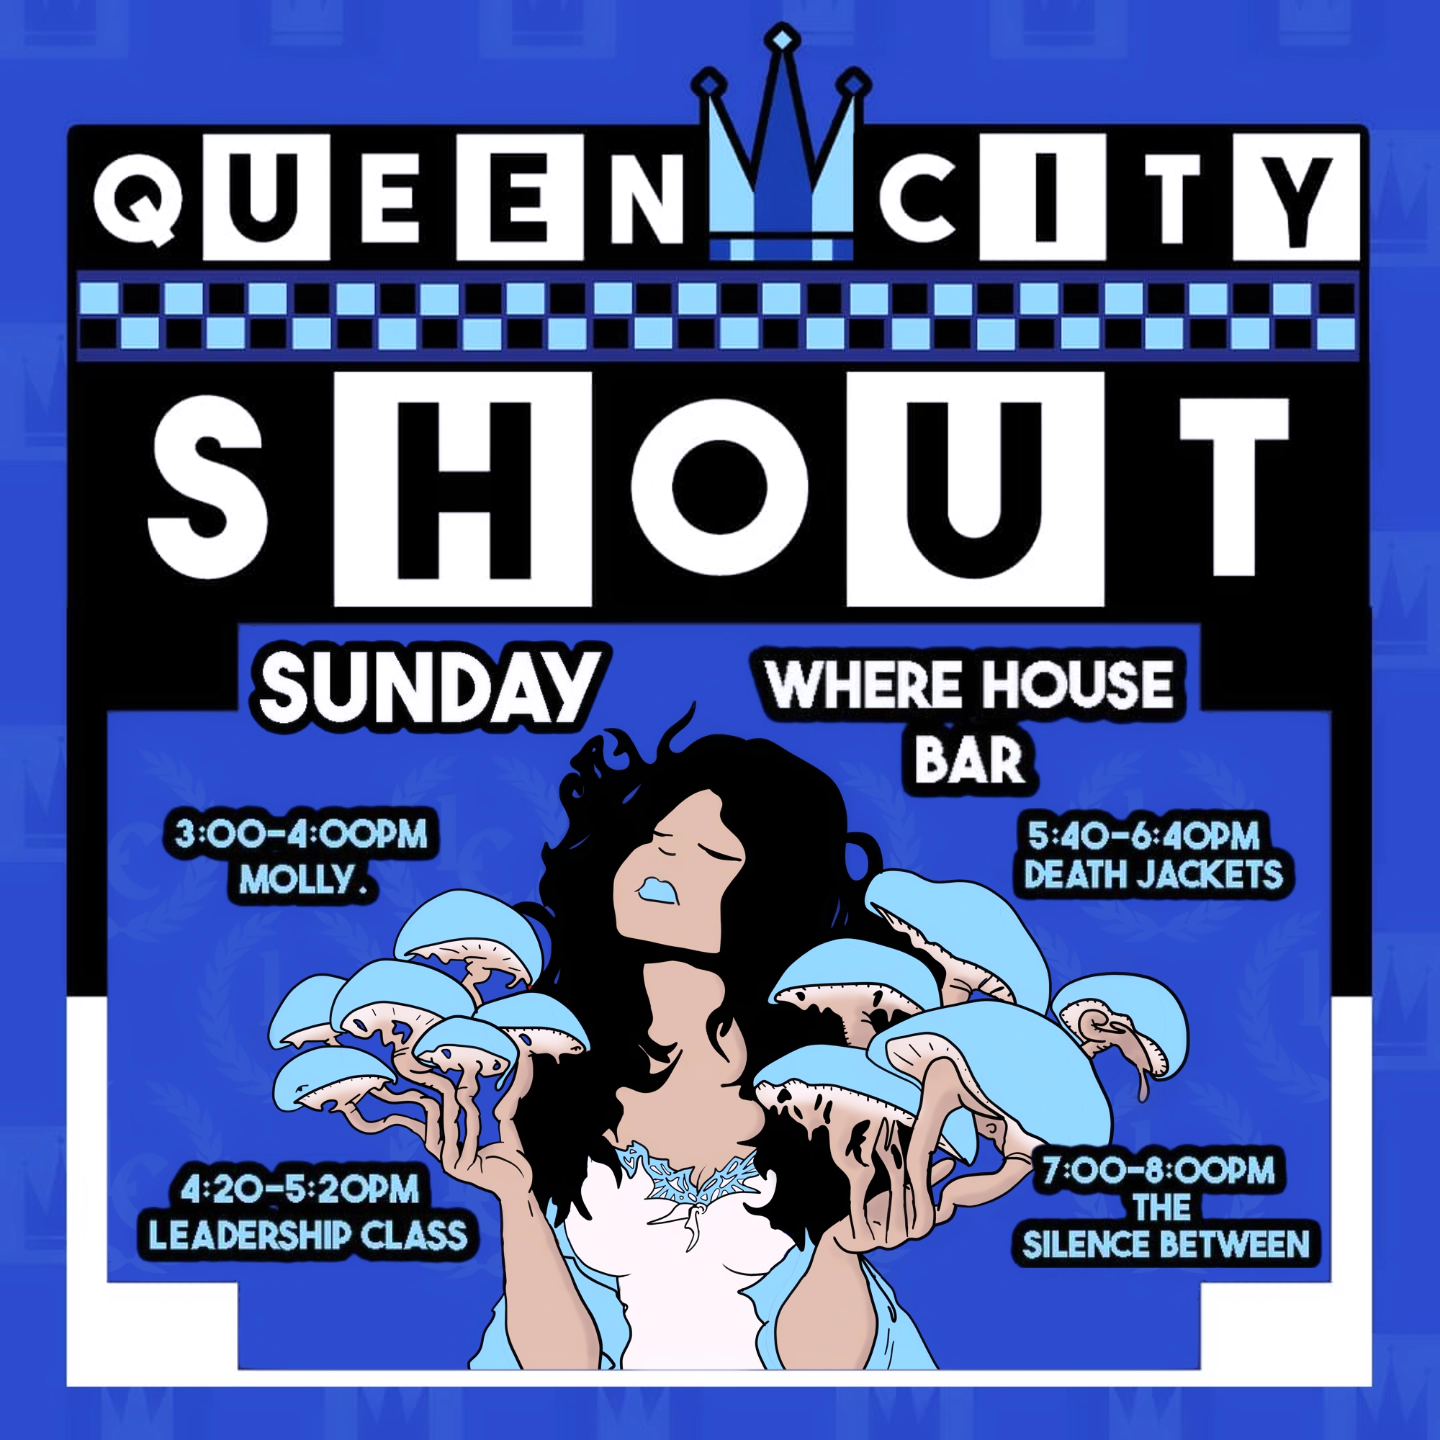 QUEEN CITY
SHOUT
SUNDAY
WHERE HOUSE
BAR
3:00-4:00PM
MOLLY.
5:40-6:40PM
DEATH JACKETS
4:20-5:20PM
LEADERSHIP CLASS
7:00-8:00PM
THE
SILENCE BETWEEN